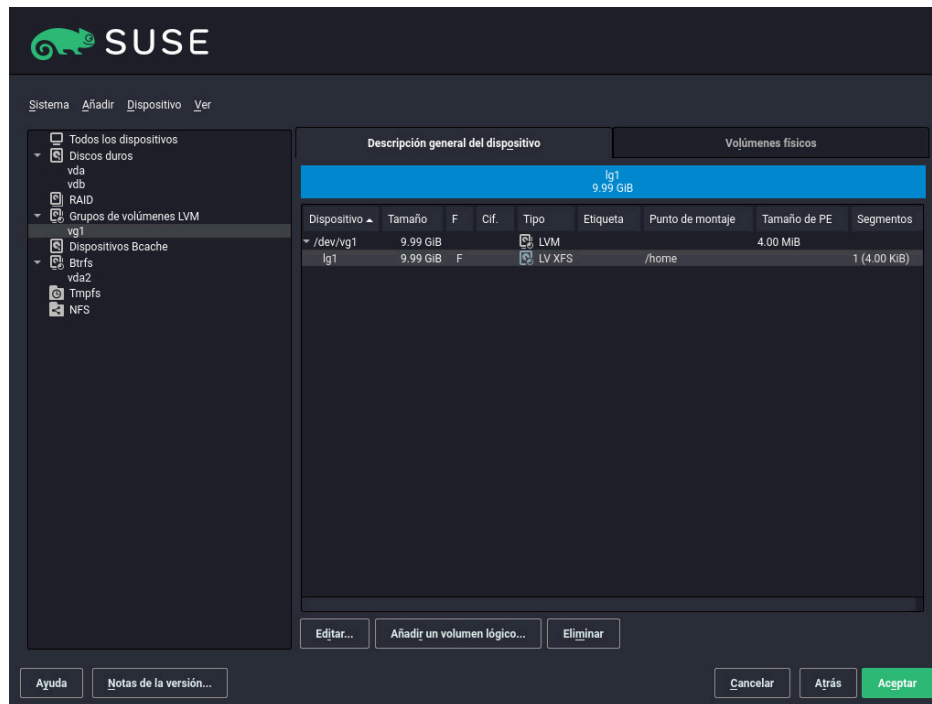 SUSE
Sistema Añadir Dispositivo Ver
Todos los dispositivos
Discos duros
vda
vdb
RAID
Grupos de volúmenes LVM
vg1
Dispositivos Bcache
Btrfs
vda2
Tmpfs
NFS
Descripción general del dispositivo Volúmenes físicos
lg1
9.99 GiB
Dispositivo Tamaño F Cif. Tipo Etiqueta Punto de montaje Tamaño de PE Segmentos
/dev/vg1 9.99 GiB LVM 4.00 MiB
lg1 9.99 GiB F LV XFS /home 1 (4.00 KiB)
Editar... Añadir un volumen lógico... Eliminar
Ayuda Notas de la versión... Cancelar Atrás Aceptar